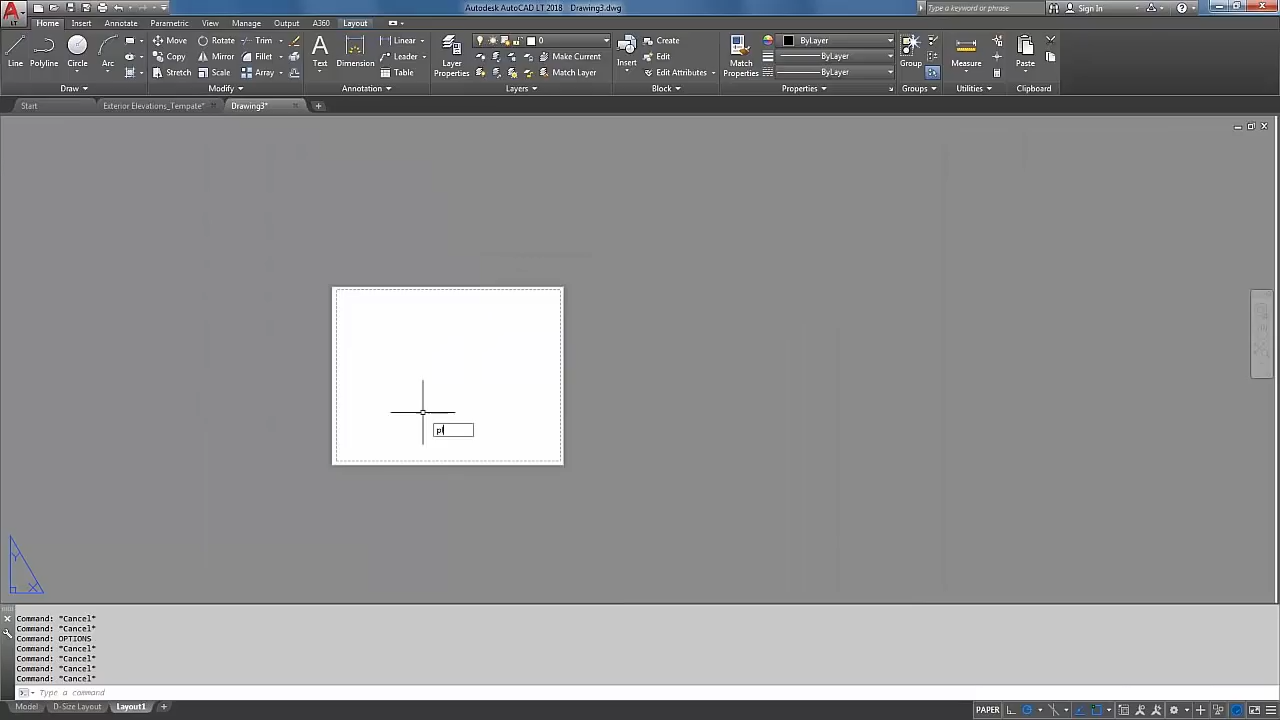 Autodesk AutoCAD LT 2018 Drawing3.dwg
Type a keyword or phrase
Sign In
LT
Home Insert Annotate Parametric View Manage Output A360 Layout
Line Polyline Circle Arc
Move Rotate Trim
Copy Mirror Fillet
Stretch Scale Array
Text Dimension
Linear
Leader
Table
Layer Properties
0
Make Current
Match Layer
Insert
Create
Edit
Edit Attributes
Match Properties
ByLayer
ByLayer
ByLayer
Group
Measure
Paste
Draw Modify Annotation Layers Block Properties Groups Utilities Clipboard
Start Exterior Elevations_Tempate* Drawing3*
Y
X
Command: *Cancel*
Command: *Cancel*
Command: OPTIONS
Command: *Cancel*
Command: *Cancel*
Command: *Cancel*
Command: *Cancel*
Type a command
Model D-Size Layout Layout1
PAPER